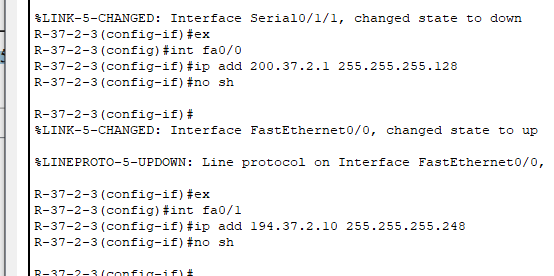 %LINK-5-CHANGED: Interface Serial0/1/1, changed state to down
R-37-2-3(config-if)#ex
R-37-2-3(config)#int fa0/0
R-37-2-3(config-if)#ip add 200.37.2.1 255.255.255.128
R-37-2-3(config-if)#no sh
R-37-2-3(config-if)#
%LINK-5-CHANGED: Interface FastEthernet0/0, changed state to up
%LINEPROTO-5-UPDOWN: Line protocol on Interface FastEthernet0/0,
R-37-2-3(config-if)#ex
R-37-2-3(config)#int fa0/1
R-37-2-3(config-if)#ip add 194.37.2.10 255.255.255.248
R-37-2-3(config-if)#no sh
R-37-2-3(config-if)#